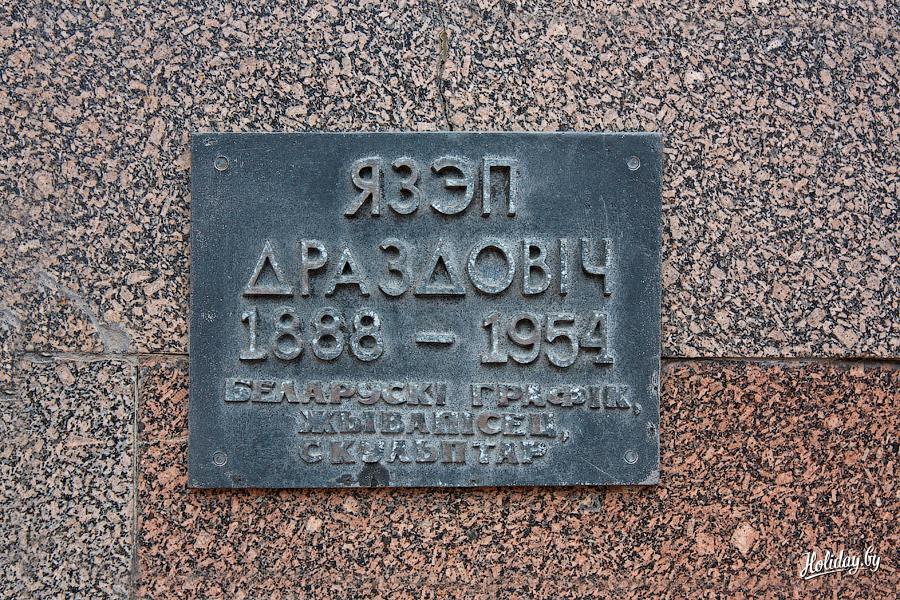 ЯЗЭП
ДРАЗДОВІЧ
1888 – 1954
БЕЛАРУСКІ ГРАФІК,
ЖЫВАПІСЕЦ,
СКУЛЬПТАР
Holiday.by